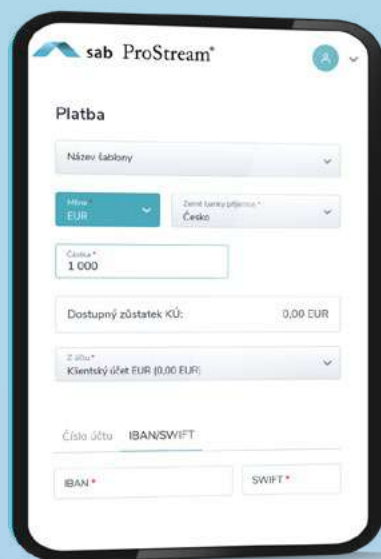 sab ProStream®
Platba
Název šablony
Měna *
EUR
Země banky příjemce *
Česko
Částka *
1 000
Dostupný zůstatek KÚ: 0,00 EUR
Z účtu *
Klientský účet EUR (0,00 EUR)
Číslo účtu IBAN/SWIFT
IBAN *
SWIFT *